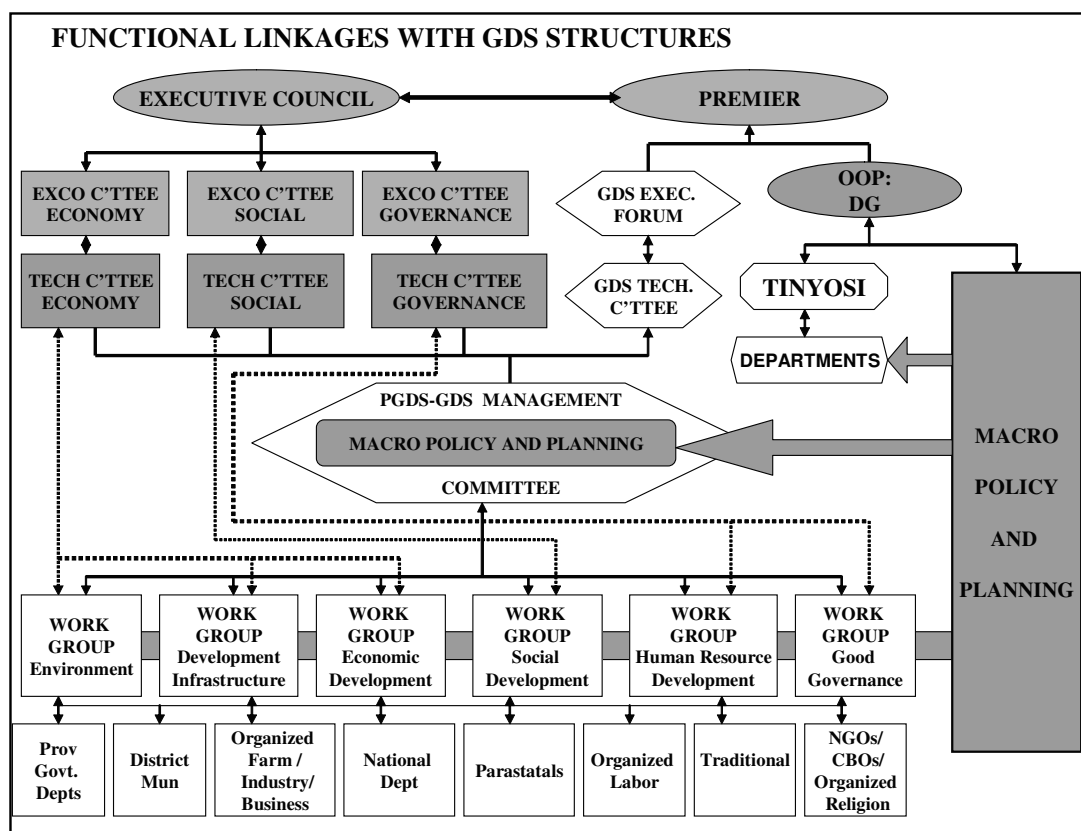 FUNCTIONAL LINKAGES WITH GDS STRUCTURES
EXECUTIVE COUNCIL
PREMIER
EXCO C'TTEE
ECONOMY
EXCO C'TTEE
SOCIAL
EXCO C'TTEE
GOVERNANCE
GDS EXEC.
FORUM
OOP:
DG
TECH C'TTEE
ECONOMY
TECH C'TTEE
SOCIAL
TECH C'TTEE
GOVERNANCE
GDS TECH.
C'TTEE
TINYOSI
DEPARTMENTS
PGDS-GDS MANAGEMENT
MACRO POLICY AND PLANNING
COMMITTEE
MACRO
POLICY
AND
PLANNING
WORK
GROUP
Environment
WORK
GROUP
Development
Infrastructure
WORK
GROUP
Economic
Development
WORK
GROUP
Social
Development
WORK
GROUP
Human Resource
Development
WORK
GROUP
Good
Governance
Prov
Govt.
Depts
District
Mun
Organized
Farm /
Industry/
Business
National
Dept
Parastatals
Organized
Labor
Traditional
NGOs/
CBOs/
Organized
Religion